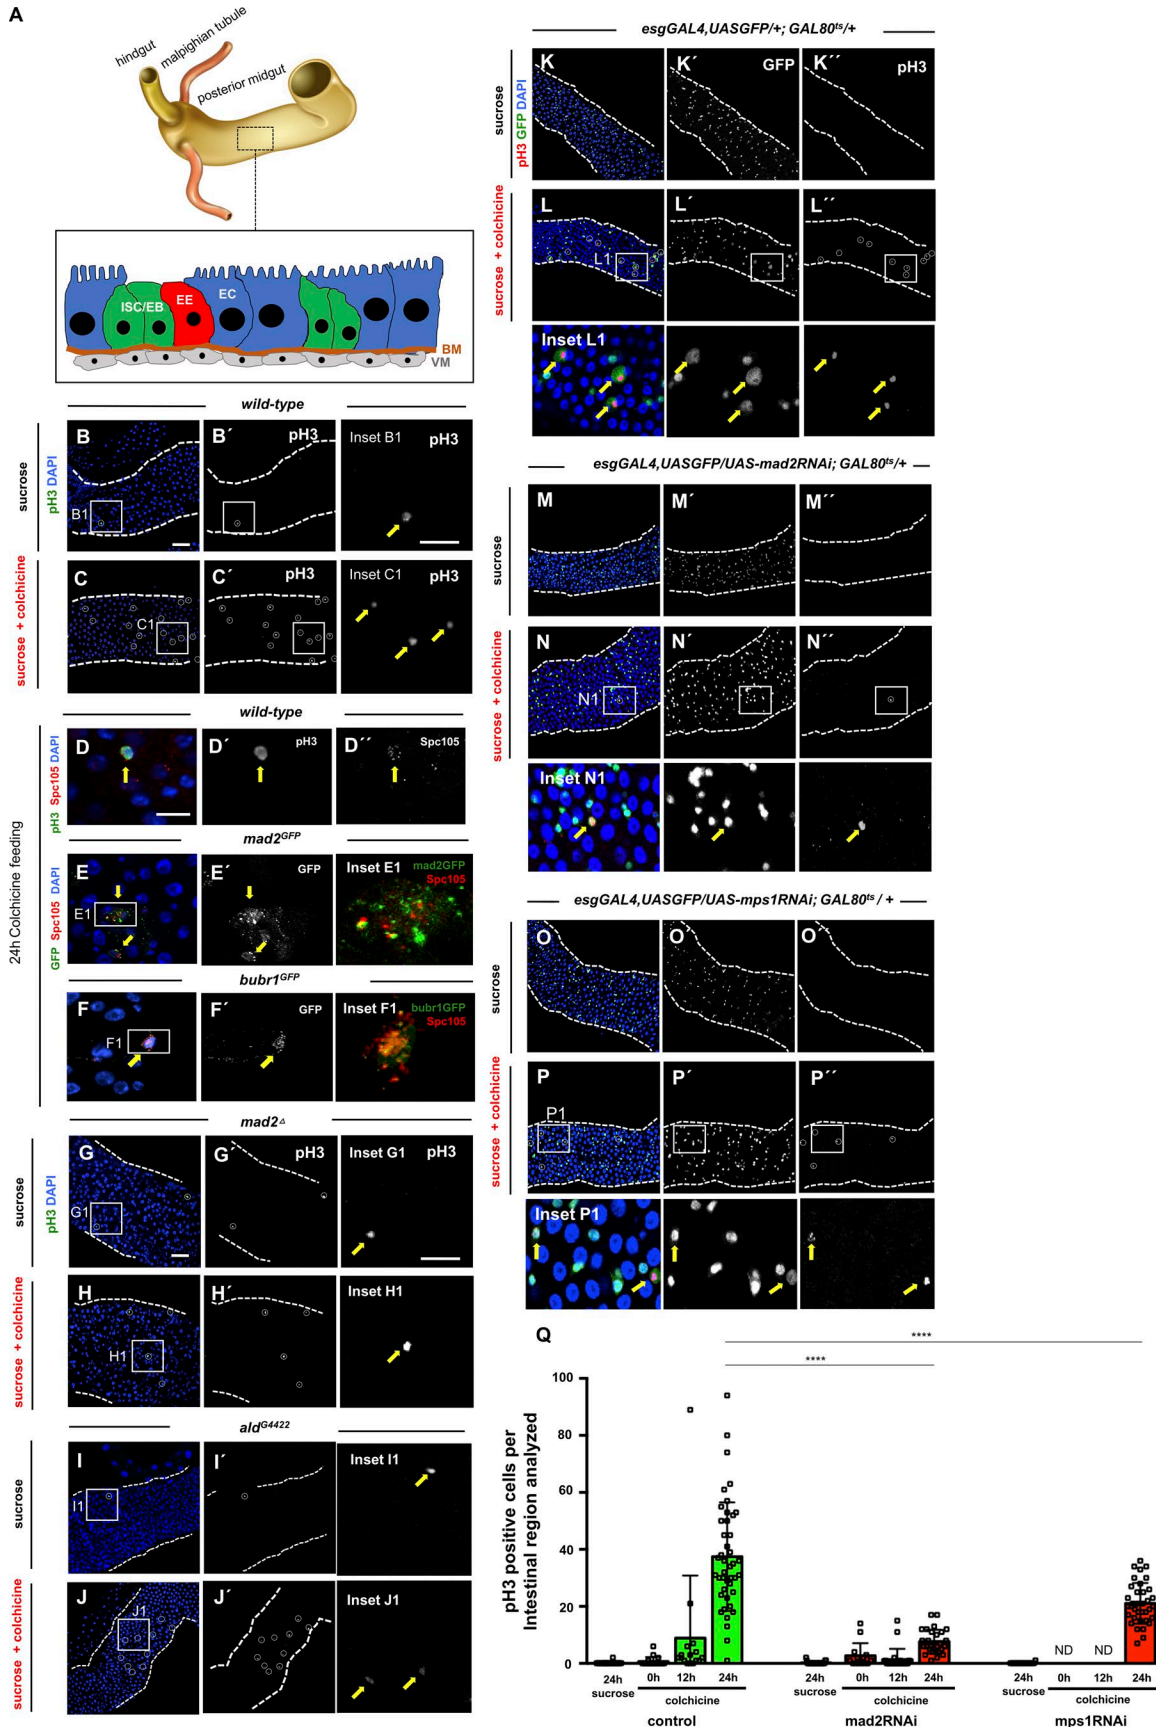 A
hindgut
malpighian tubule
posterior midgut
ISC/EB
EE
EC
BM
VM
wild-type
sucrose
pH3 DAPI
B
B1
B´
pH3
Inset B1
pH3
sucrose + colchicine
C
C1
C´
pH3
Inset C1
pH3
wild-type
24h Colchicine feeding
pH3 Spc105 DAPI
D
D´
pH3
D´´
Spc105
mad2GFP
GFP Spc105 DAPI
E
E1
E´
GFP
Inset E1
mad2GFP
Spc105
bubr1GFP
F
F1
F´
GFP
Inset F1
bubr1GFP
Spc105
mad2Δ
sucrose
pH3 DAPI
G
G1
G´
pH3
Inset G1
pH3
sucrose + colchicine
H
H1
H´
Inset H1
aldG4422
sucrose
I
I1
I´
Inset I1
sucrose + colchicine
J
J1
J´
Inset J1
esgGAL4,UASGFP/+; GAL80ts/+
sucrose
pH3 GFP DAPI
K
K´
GFP
K´´
pH3
sucrose + colchicine
L
L1
L´
L´´
Inset L1
esgGAL4,UASGFP/UAS-mad2RNAi; GAL80ts/+
sucrose
M
M´
M´´
sucrose + colchicine
N
N1
N´
N´´
Inset N1
esgGAL4,UASGFP/UAS-mps1RNAi; GAL80ts / +
sucrose
O
O´
O´
sucrose + colchicine
P
P1
P´
P´´
Inset P1
Q
****
****
pH3 positive cells per
Intestinal region analyzed
100
80
60
40
20
0
ND
ND
24h
sucrose
0h
12h
24h
colchicine
24h
sucrose
0h
12h
24h
colchicine
24h
sucrose
0h
12h
24h
colchicine
control
mad2RNAi
mps1RNAi